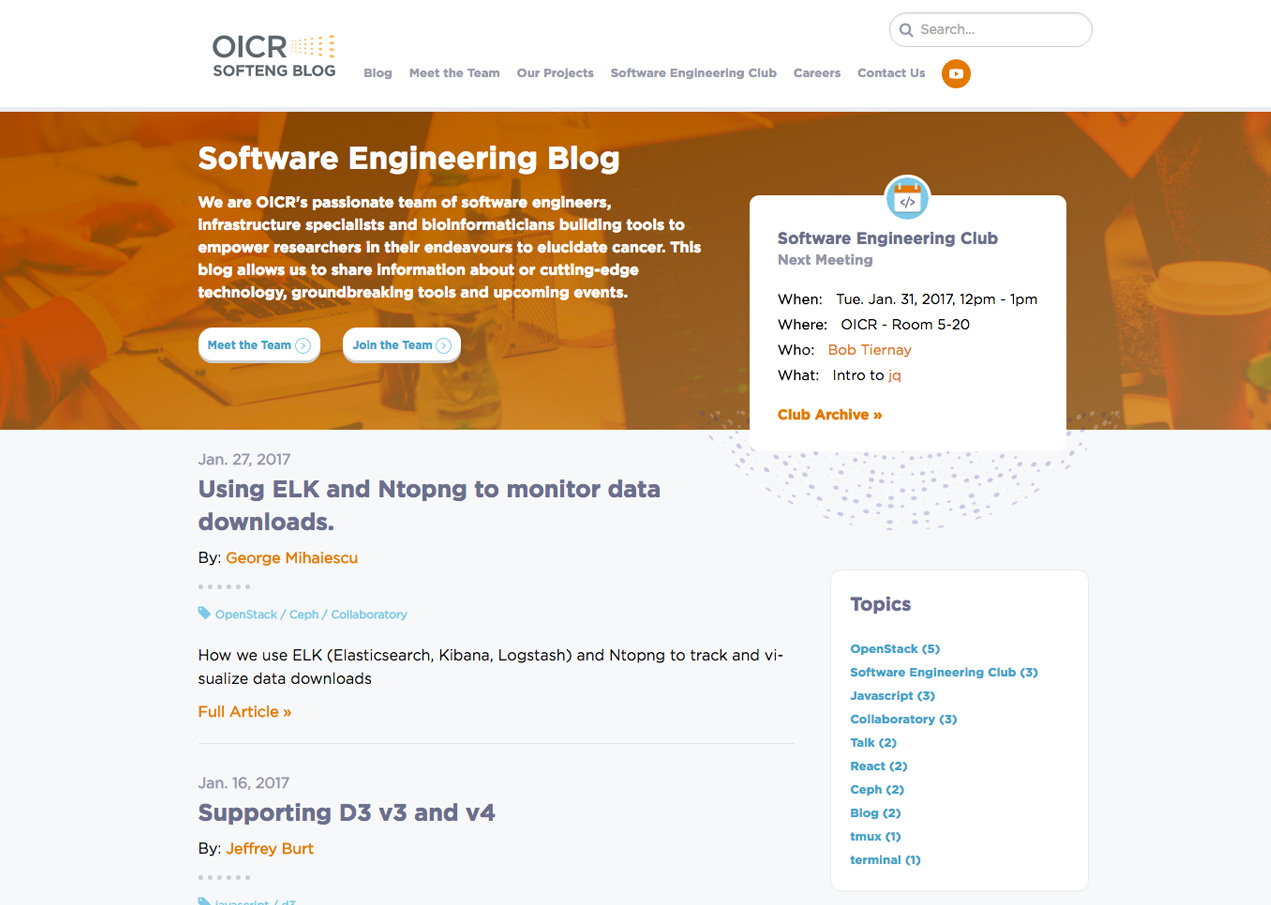 Search...
OICR
SOFTENG BLOG
Blog Meet the Team Our Projects Software Engineering Club Careers Contact Us
Software Engineering Blog
We are OICR's passionate team of software engineers,
infrastructure specialists and bioinformaticians building tools to
empower researchers in their endeavours to elucidate cancer. This
blog allows us to share information about or cutting-edge
technology, groundbreaking tools and upcoming events.
Meet the Team
Join the Team
</>
Software Engineering Club
Next Meeting
When: Tue. Jan. 31, 2017, 12pm - 1pm
Where: OICR - Room 5-20
Who: Bob Tiernay
What: Intro to jq
Club Archive »
Jan. 27, 2017
Using ELK and Ntopng to monitor data
downloads.
By: George Mihaiescu
OpenStack / Ceph / Collaboratory
How we use ELK (Elasticsearch, Kibana, Logstash) and Ntopng to track and vi-
sualize data downloads
Full Article »
Jan. 16, 2017
Supporting D3 v3 and v4
By: Jeffrey Burt
javascript / d3
Topics
OpenStack (5)
Software Engineering Club (3)
Javascript (3)
Collaboratory (3)
Talk (2)
React (2)
Ceph (2)
Blog (2)
tmux (1)
terminal (1)